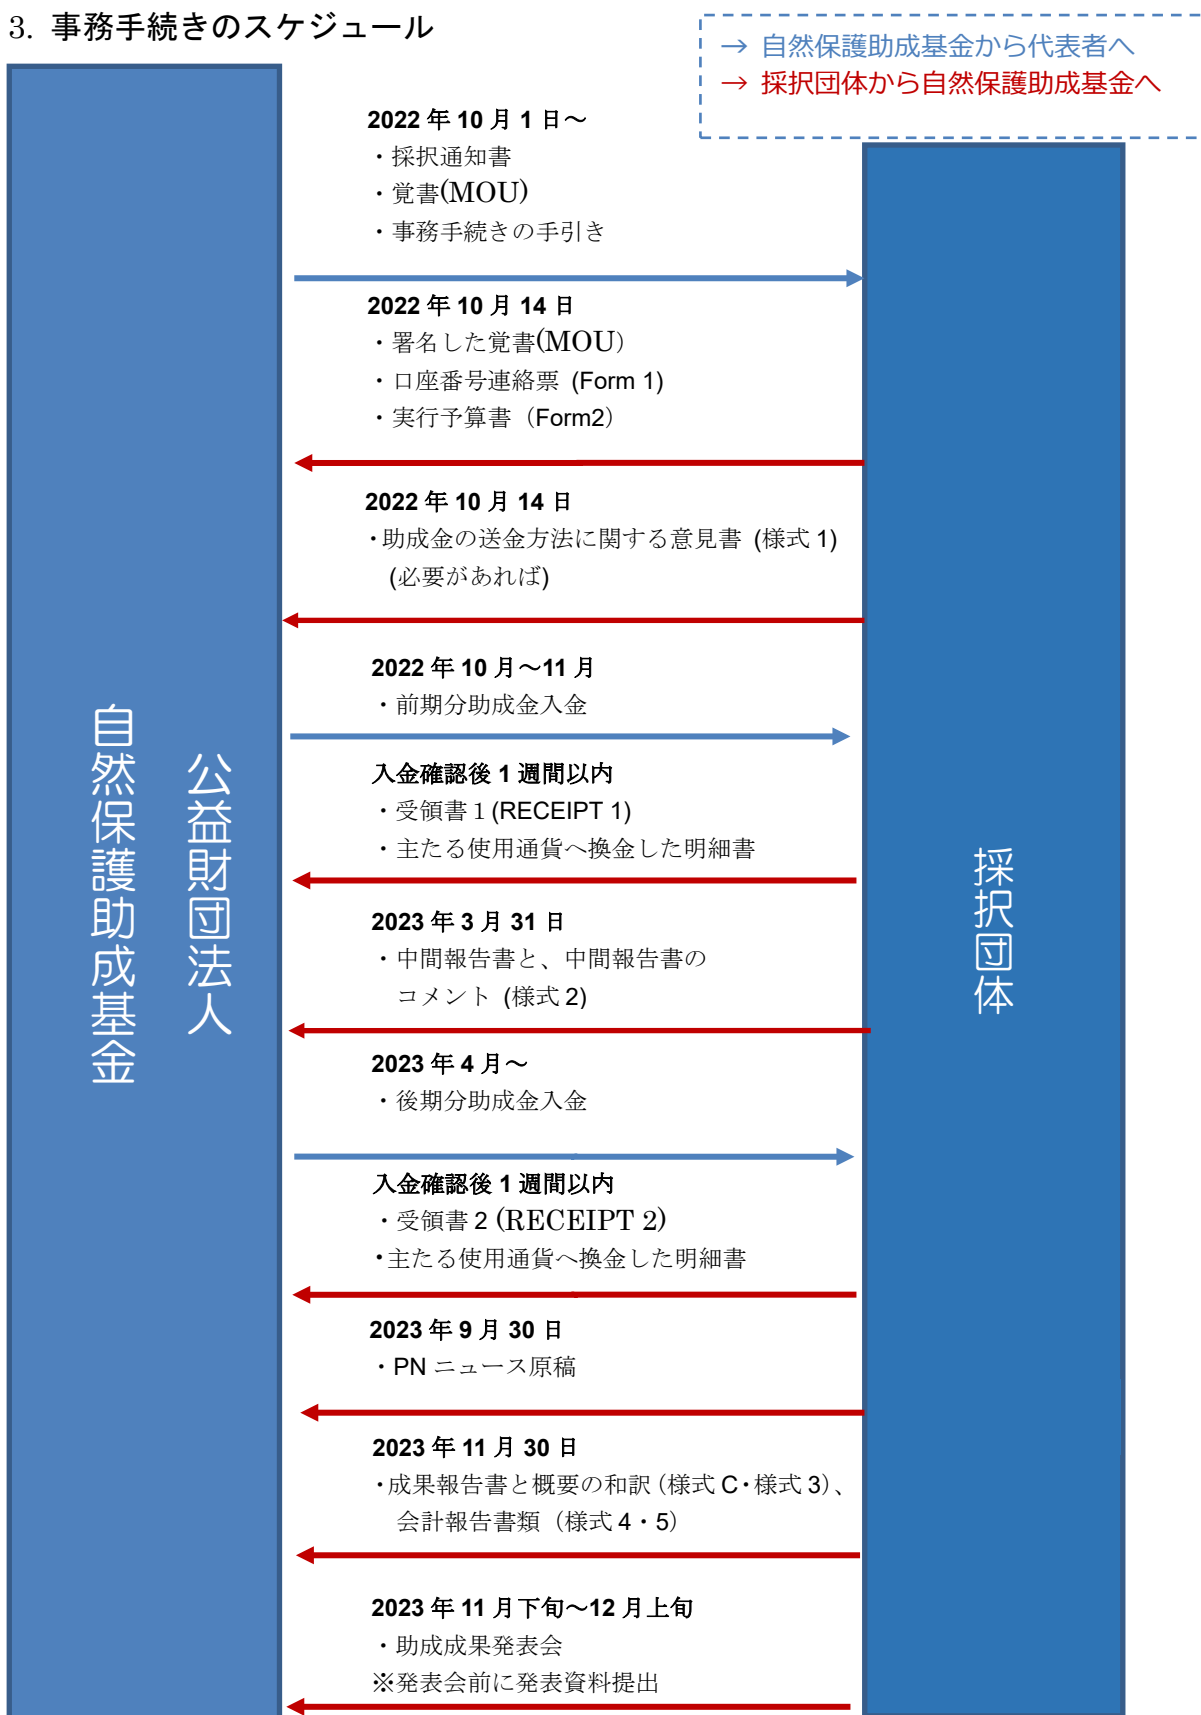 3. 事務手続きのスケジュール
→ 自然保護助成基金から代表者へ
→ 採択団体から自然保護助成基金へ
2022 年 10 月 1 日～
・採択通知書
・覚書(MOU)
・事務手続きの手引き
2022 年 10 月 14 日
・署名した覚書(MOU）
・口座番号連絡票 (Form 1)
・実行予算書（Form2）
2022 年 10 月 14 日
・助成金の送金方法に関する意見書 (様式 1)
(必要があれば)
2022 年 10 月～11 月
・前期分助成金入金
入金確認後 1 週間以内
・受領書１(RECEIPT 1)
・主たる使用通貨へ換金した明細書
2023 年 3 月 31 日
・中間報告書と、中間報告書の
コメント (様式 2)
2023 年 4 月～
・後期分助成金入金
入金確認後 1 週間以内
・受領書 2 (RECEIPT 2)
・主たる使用通貨へ換金した明細書
2023 年 9 月 30 日
・PN ニュース原稿
2023 年 11 月 30 日
・成果報告書と概要の和訳（様式 C・様式 3）、
会計報告書類（様式 4・5）
2023 年 11 月下旬～12 月上旬
・助成成果発表会
※発表会前に発表資料提出
公益財団法人
自然保護助成基金
採択団体